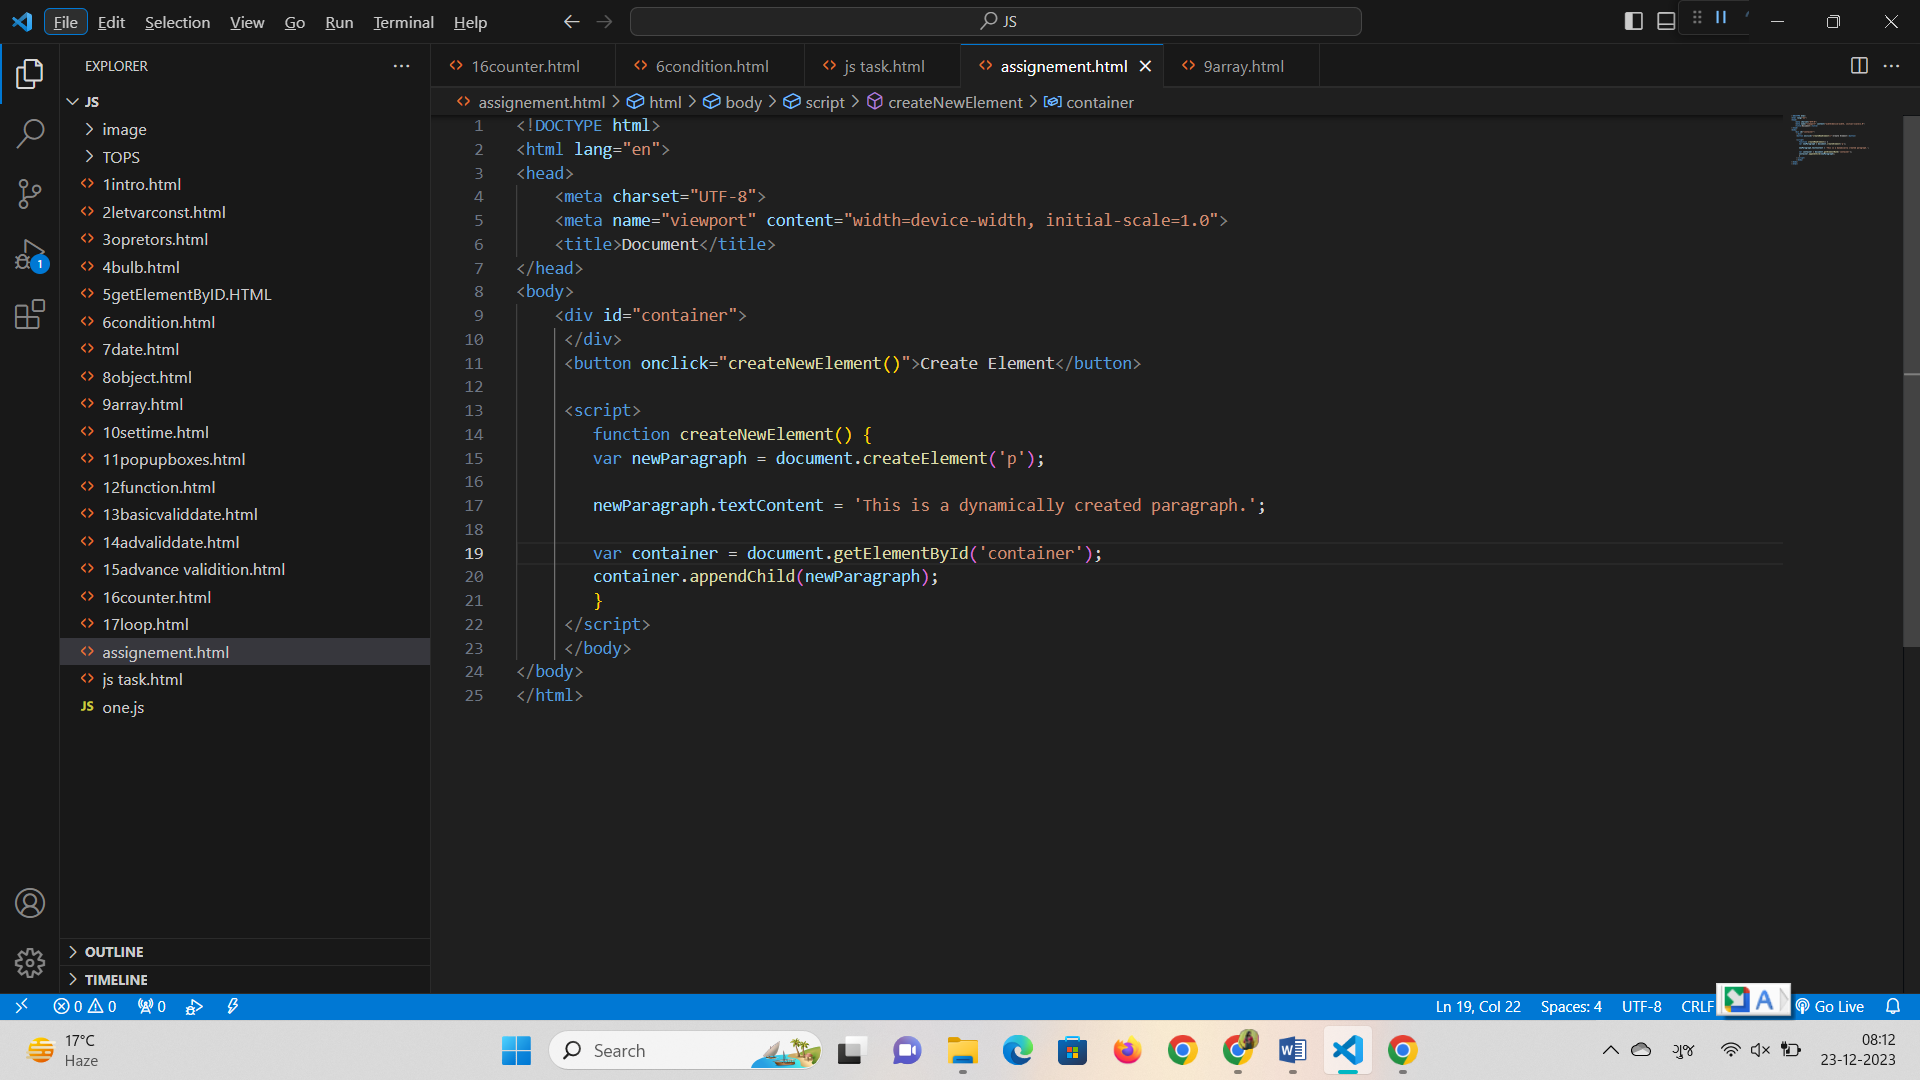 File Edit Selection View Go Run Terminal Help
JS
EXPLORER
JS
image
TOPS
1intro.html
2letvarconst.html
3opretors.html
4bulb.html
5getElementByID.HTML
6condition.html
7date.html
8object.html
9array.html
10settime.html
11popupboxes.html
12function.html
13basicvaliddate.html
14advaliddate.html
15advance validition.html
16counter.html
17loop.html
assignement.html
js task.html
JS one.js
OUTLINE
TIMELINE
1
16counter.html 6condition.html js task.html assignement.html 9array.html
assignement.html > html > body > script > createNewElement > container
1 <!DOCTYPE html>
2 <html lang="en">
3 <head>
4 <meta charset="UTF-8">
5 <meta name="viewport" content="width=device-width, initial-scale=1.0">
6 <title>Document</title>
7 </head>
8 <body>
9 <div id="container">
10 </div>
11 <button onclick="createNewElement()">Create Element</button>
12
13 <script>
14 function createNewElement() {
15 var newParagraph = document.createElement('p');
16
17 newParagraph.textContent = 'This is a dynamically created paragraph.';
18
19 var container = document.getElementById('container');
20 container.appendChild(newParagraph);
21 }
22 </script>
23 </body>
24 </body>
25 </html>
0 0 0
Ln 19, Col 22 Spaces: 4 UTF-8 CRLF A Go Live
17°C
Haze
Search
ગુજ
08:12
23-12-2023